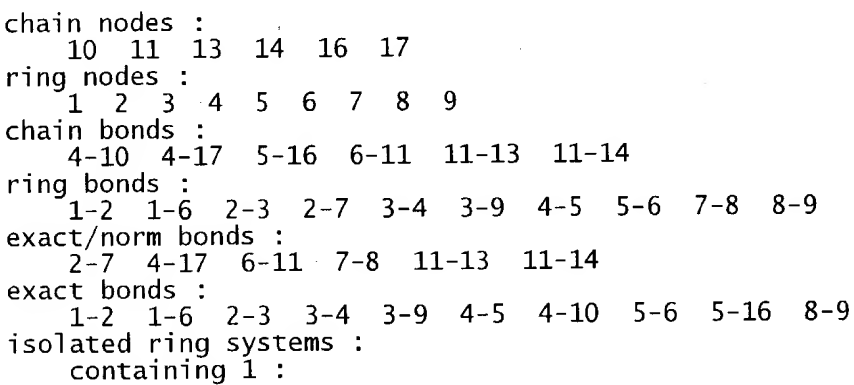 chain nodes :
10 11 13 14 16 17
ring nodes :
1 2 3 4 5 6 7 8 9
chain bonds :
4-10 4-17 5-16 6-11 11-13 11-14
ring bonds :
1-2 1-6 2-3 2-7 3-4 3-9 4-5 5-6 7-8 8-9
exact/norm bonds :
2-7 4-17 6-11 7-8 11-13 11-14
exact bonds :
1-2 1-6 2-3 3-4 3-9 4-5 4-10 5-6 5-16 8-9
isolated ring systems :
containing 1 :